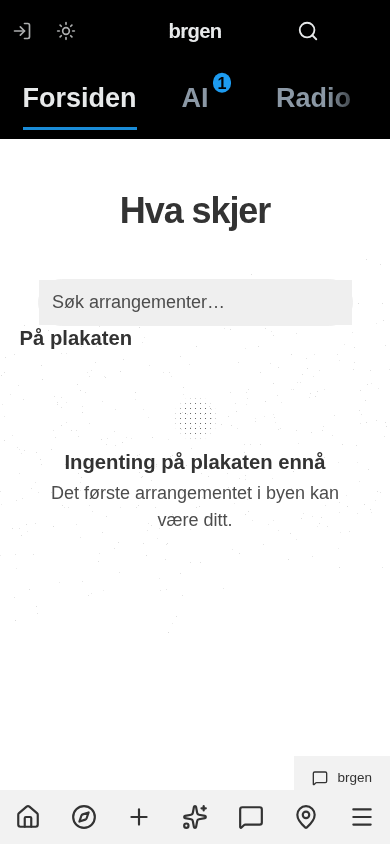 brgen
Forsiden AI 1 Radio
Hva skjer
Søk arrangementer…
På plakaten
Ingenting på plakaten ennå
Det første arrangementet i byen kan
være ditt.
brgen